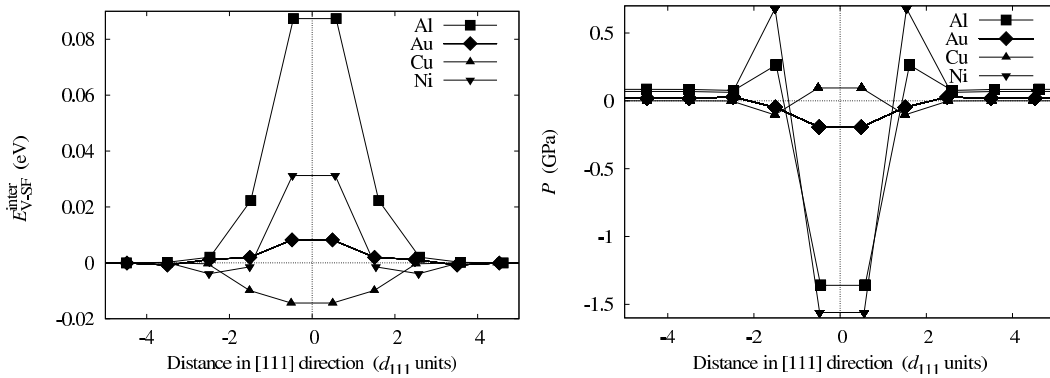 0.08
0.06
0.04
0.02
0
-0.02
-4
-2
0
2
4
E inter V-SF (eV)
Distance in [111] direction (d111 units)
Al
Au
Cu
Ni
0.5
0
-0.5
-1
-1.5
-4
-2
0
2
4
P (GPa)
Distance in [111] direction (d111 units)
Al
Au
Cu
Ni